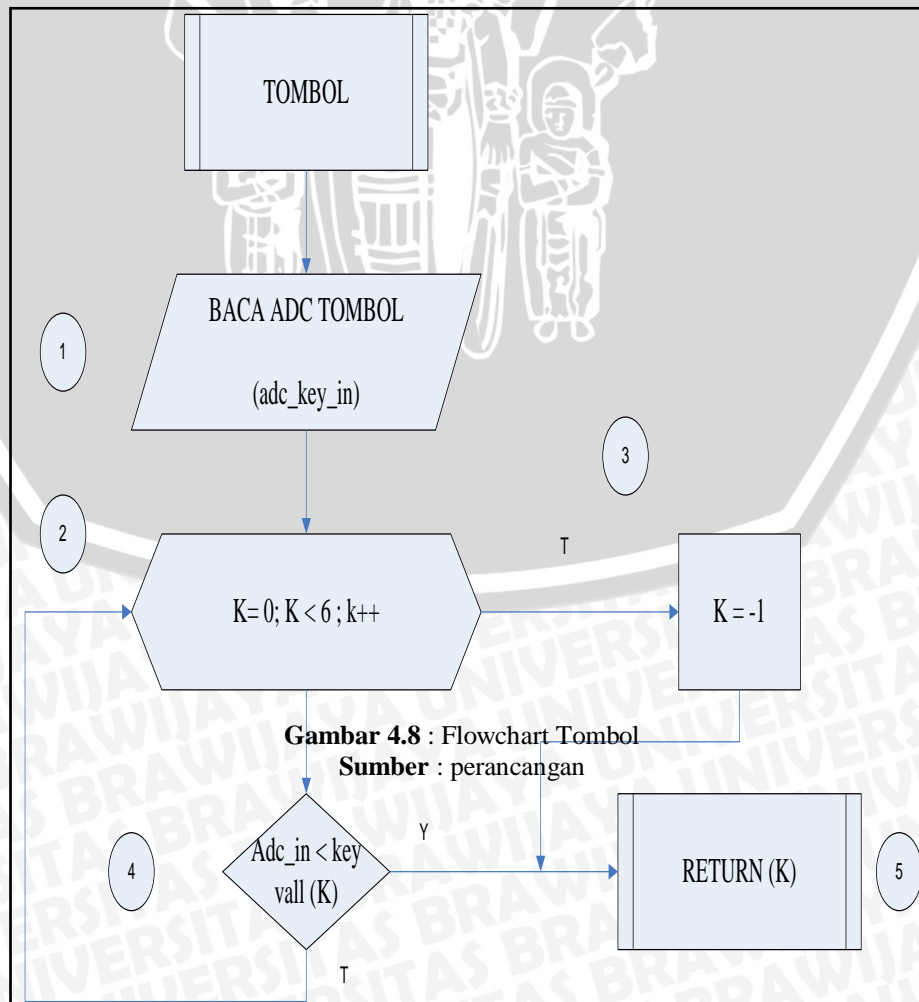 TOMBOL
BACA ADC TOMBOL
(adc_key_in)
1
3
2
T
K= 0; K < 6 ; k++
K = -1
Gambar 4.8 : Flowchart Tombol
Sumber : perancangan
Y
Adc_in < key
vall (K)
4
RETURN (K)
5
T